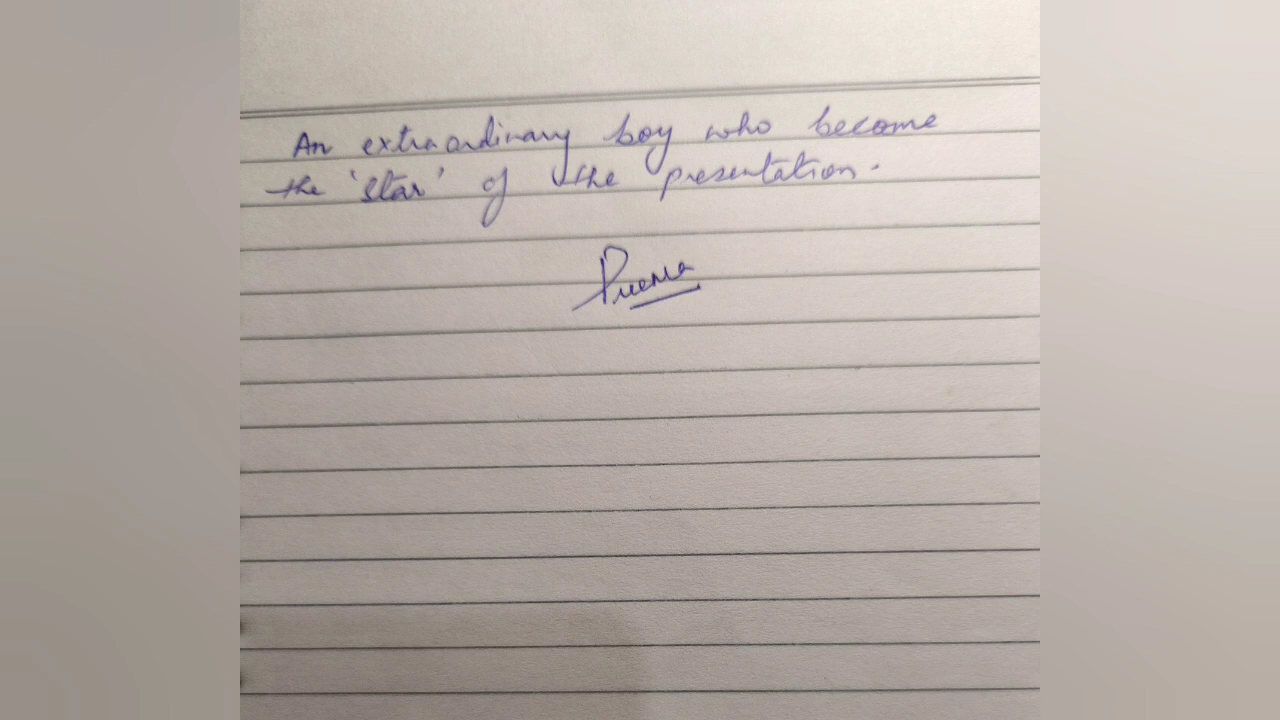 An extraordinary boy who become
the 'star' of the presentation.